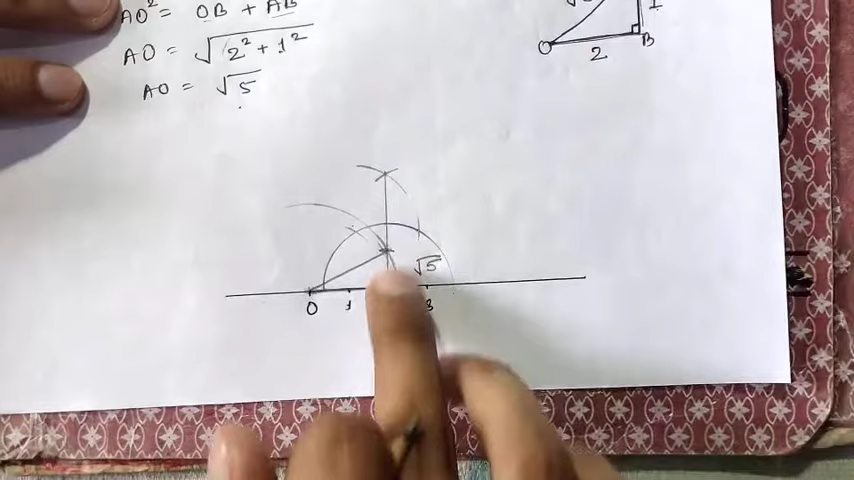 AO² = OB + AB
AO = √2² + 1²
AO = √5
1
O
B
2
√5
0
1
3